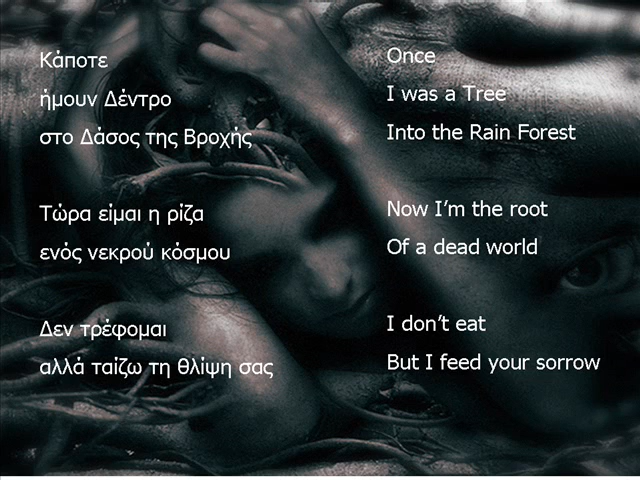 Κάποτε
ήμουν Δέντρο
στο Δάσος της Βροχής
Τώρα είμαι η ρίζα
ενός νεκρού κόσμου
Δεν τρέφομαι
αλλά ταίζω τη θλίψη σας
Once
I was a Tree
Into the Rain Forest
Now I'm the root
Of a dead world
I don't eat
But I feed your sorrow